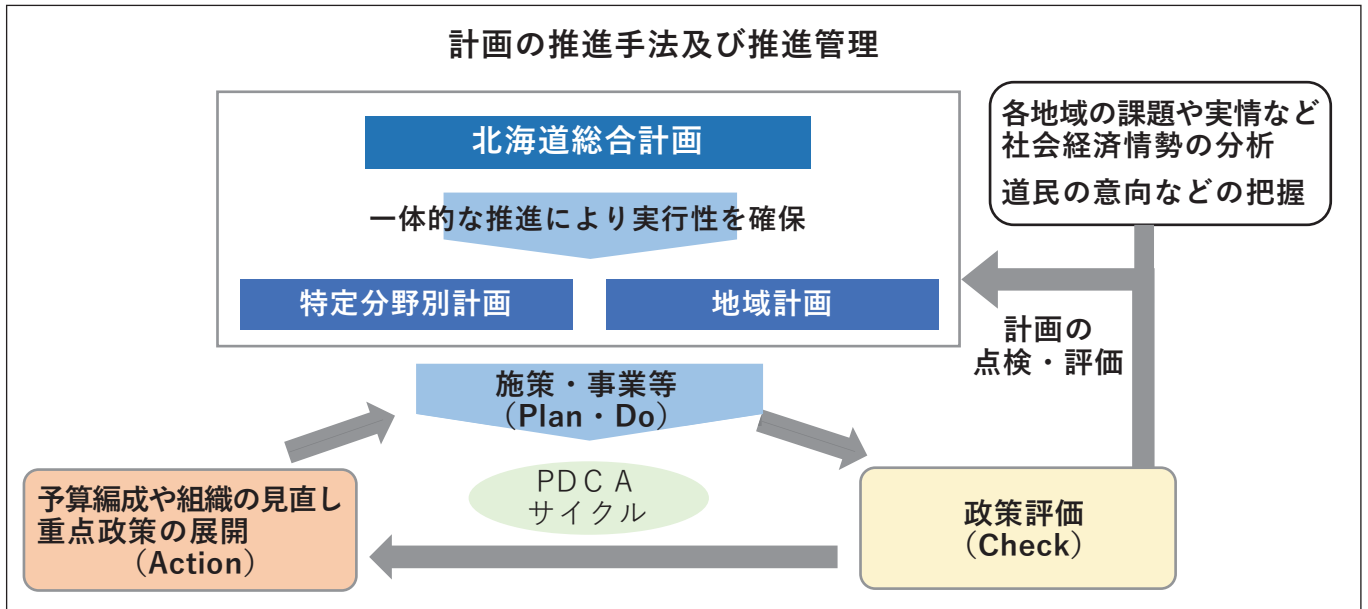 計画の推進手法及び推進管理
北海道総合計画
一体的な推進により実行性を確保
特定分野別計画
地域計画
各地域の課題や実情など
社会経済情勢の分析
道民の意向などの把握
計画の
点検・評価
施策・事業等
（Plan・Do）
PDCA
サイクル
予算編成や組織の見直し
重点政策の展開
（Action）
政策評価
（Check）